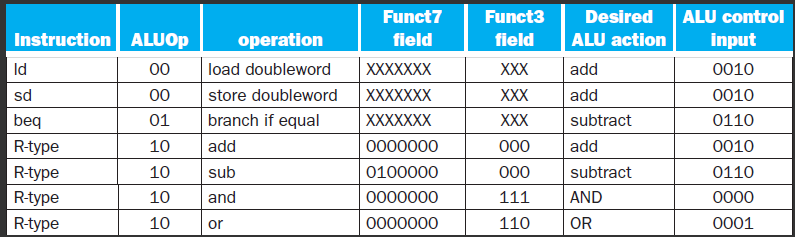 Instruction ALUOp operation Funct7 field Funct3 field Desired ALU action ALU control input
ld 00 load doubleword XXXXXXX XXX add 0010
sd 00 store doubleword XXXXXXX XXX add 0010
beq 01 branch if equal XXXXXXX XXX subtract 0110
R-type 10 add 0000000 000 add 0010
R-type 10 sub 0100000 000 subtract 0110
R-type 10 and 0000000 111 AND 0000
R-type 10 or 0000000 110 OR 0001